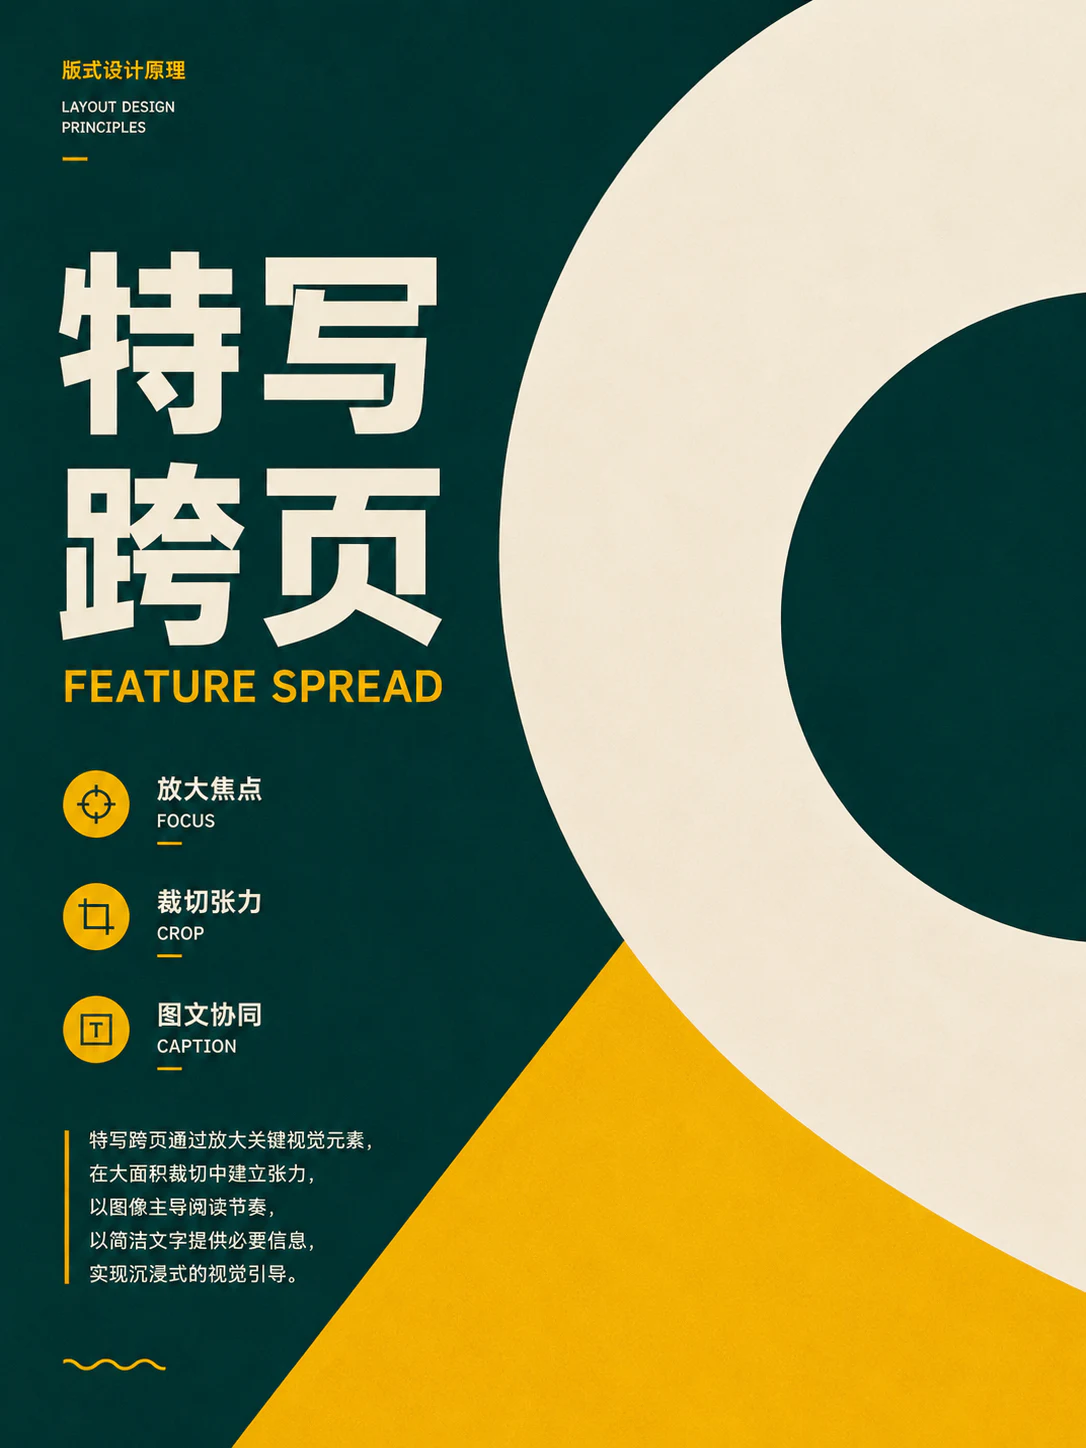 版式设计原理
LAYOUT DESIGN
PRINCIPLES
特写
跨页
FEATURE SPREAD
放大焦点
FOCUS
裁切张力
CROP
T
图文协同
CAPTION
特写跨页通过放大关键视觉元素，
在大面积裁切中建立张力，
以图像主导阅读节奏，
以简洁文字提供必要信息，
实现沉浸式的视觉引导。